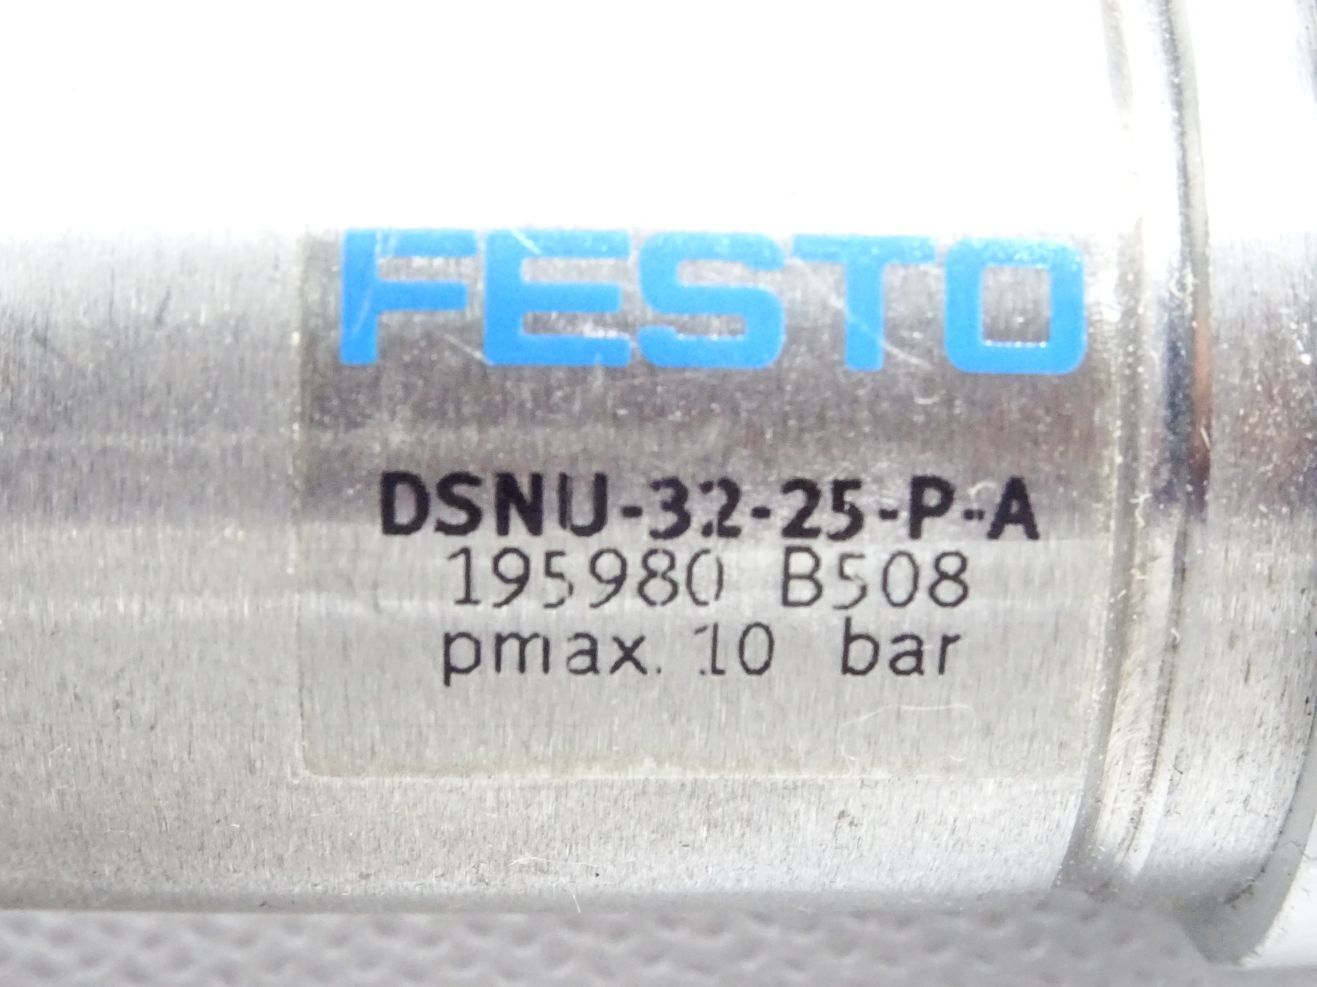 FESTO
DSNU-32-25-P-A
195980 B508
pmax. 10 bar